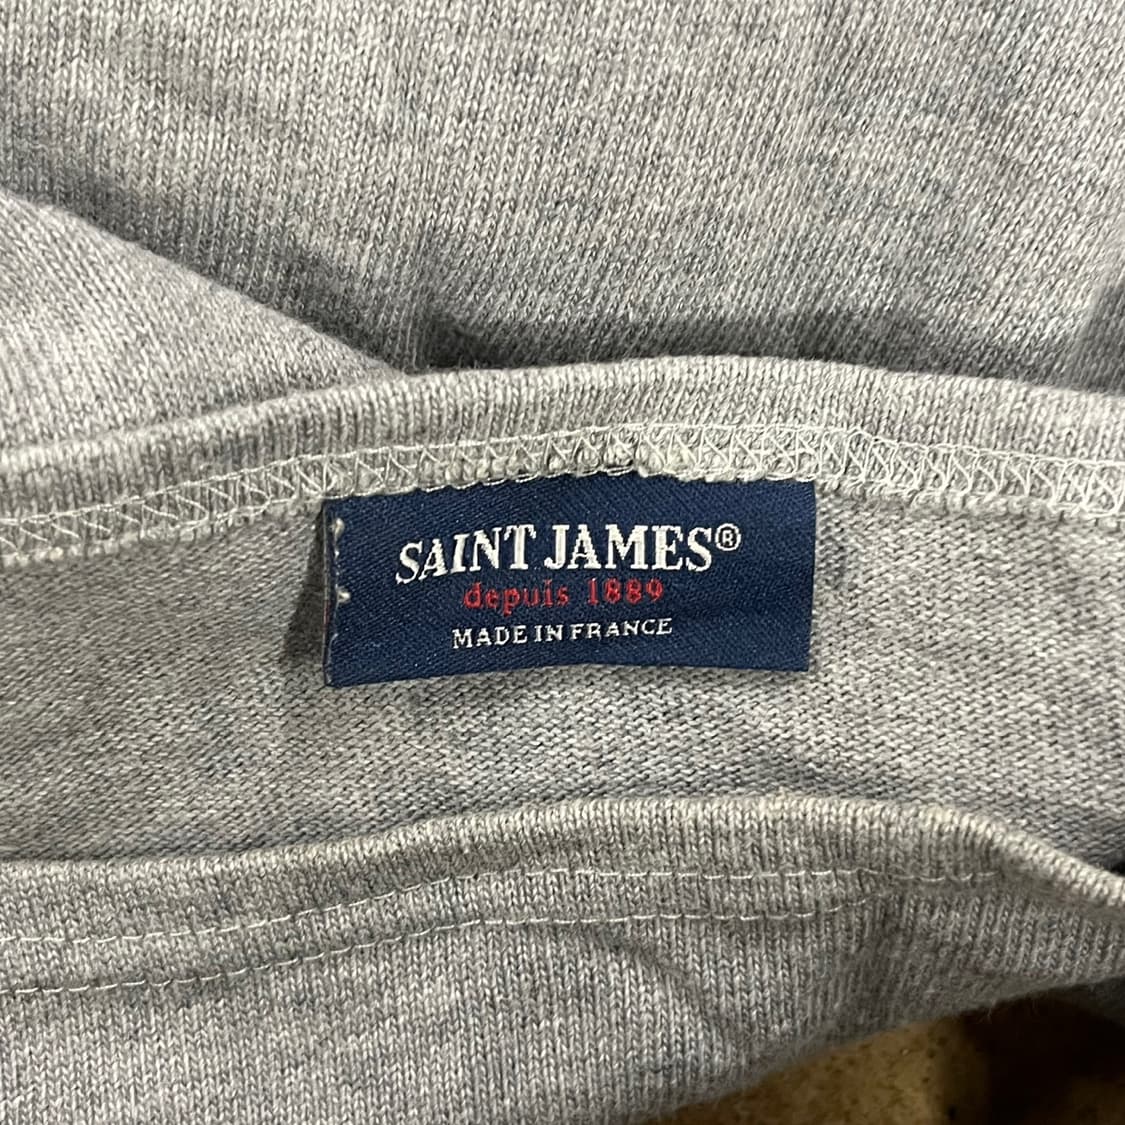 SAINT JAMES®
depuis 1889
MADE IN FRANCE